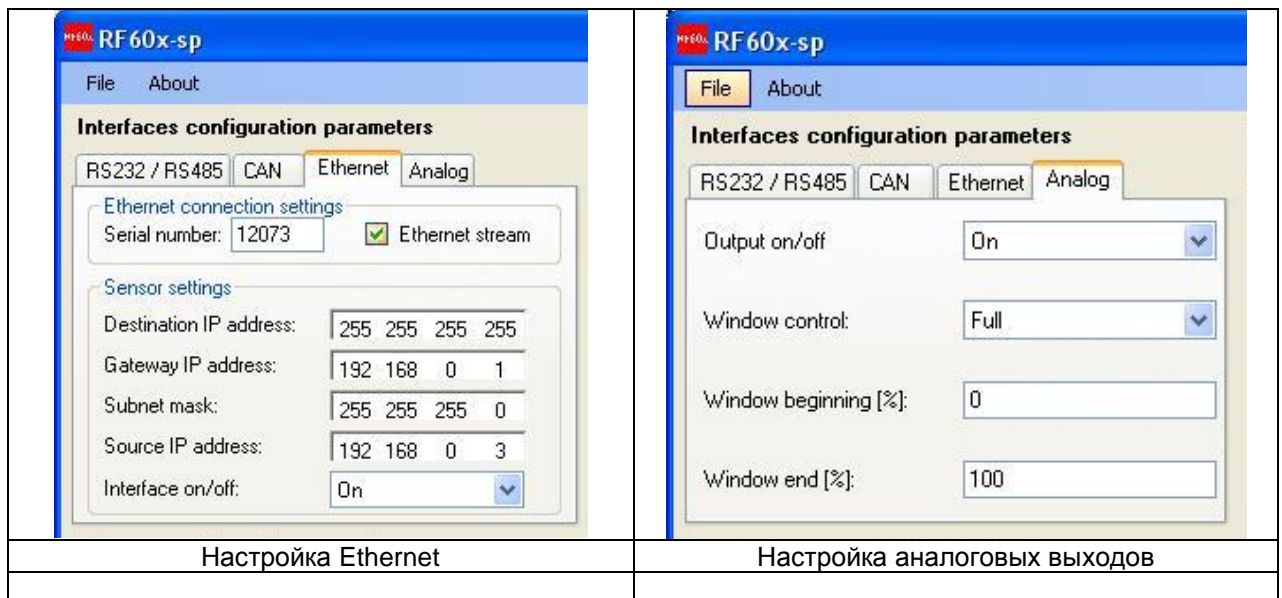 RF60x-sp
File About
Interfaces configuration parameters
RS232 / RS485 CAN Ethernet Analog
Ethernet connection settings
Serial number: 12073 Ethernet stream
Sensor settings
Destination IP address: 255 255 255 255
Gateway IP address: 192 168 0 1
Subnet mask: 255 255 255 0
Source IP address: 192 168 0 3
Interface on/off: On
Настройка Ethernet
RF60x-sp
File About
Interfaces configuration parameters
RS232 / RS485 CAN Ethernet Analog
Output on/off On
Window control: Full
Window beginning [%]: 0
Window end [%]: 100
Настройка аналоговых выходов